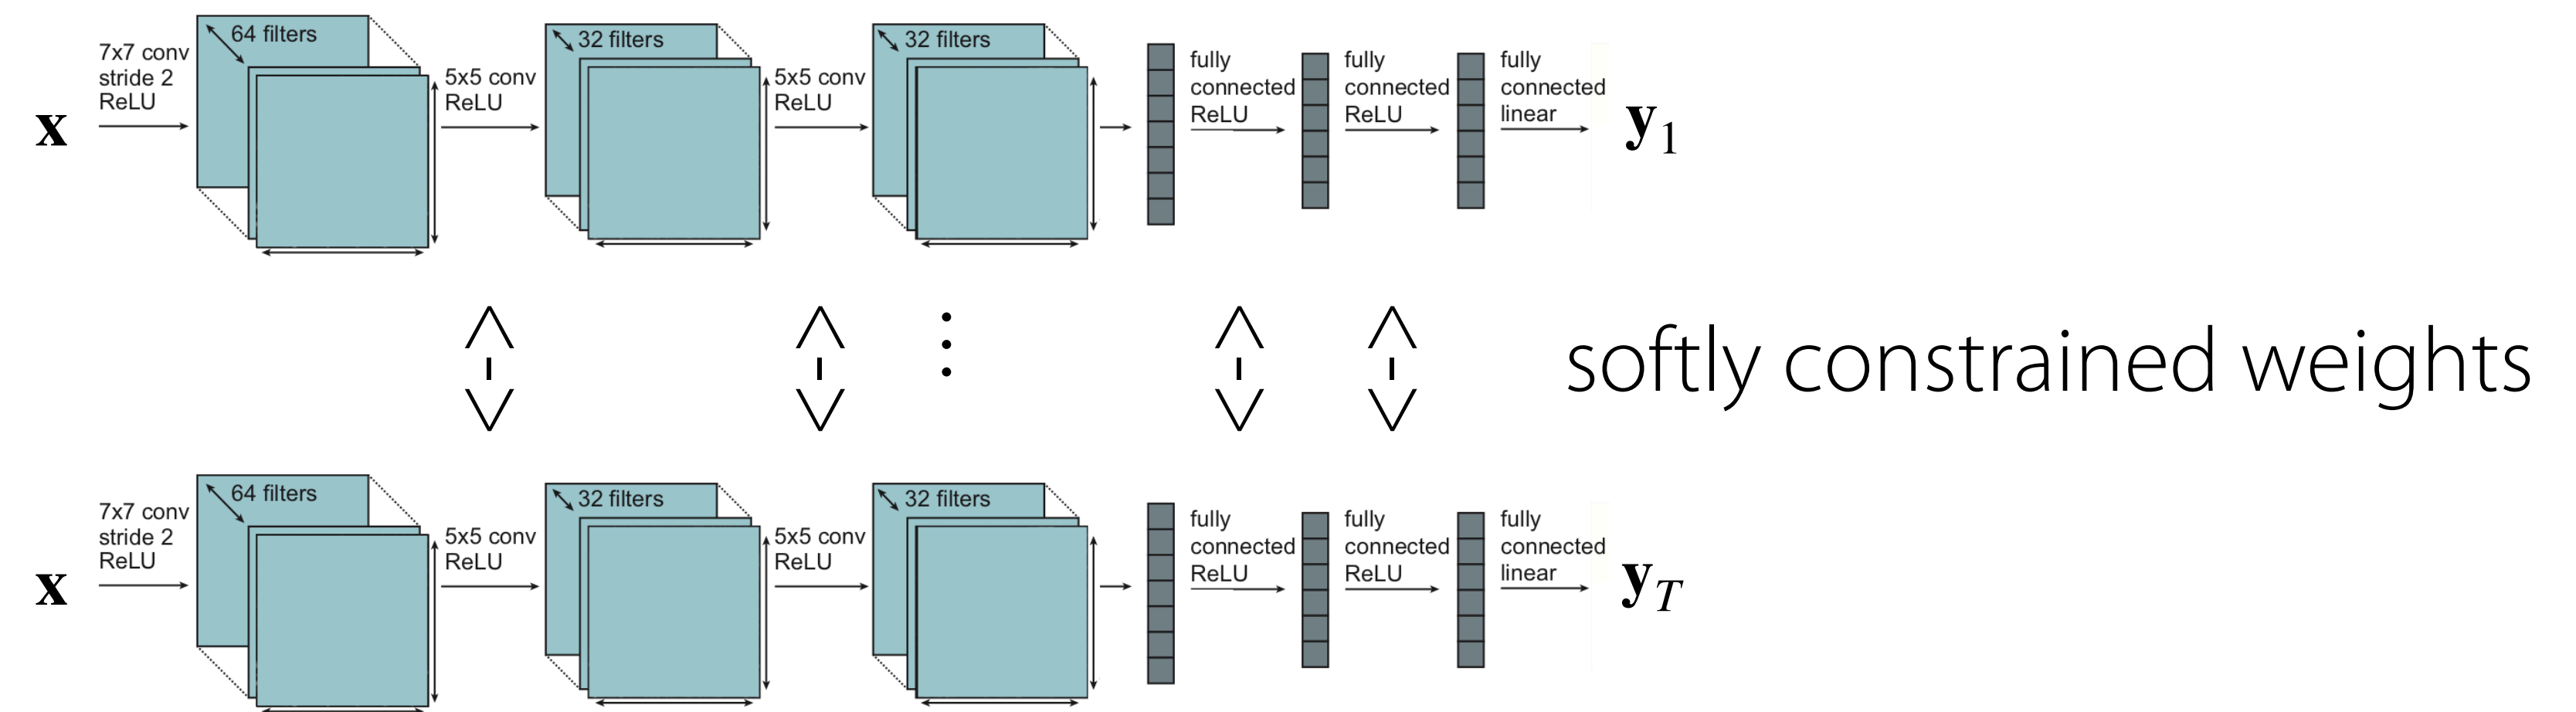 64 filters
32 filters
32 filters
7x7 conv
stride 2
ReLU
5x5 conv
ReLU
5x5 conv
ReLU
fully
connected
ReLU
fully
connected
ReLU
fully
connected
linear
x
y1
softly constrained weights
64 filters
32 filters
32 filters
7x7 conv
stride 2
ReLU
5x5 conv
ReLU
5x5 conv
ReLU
fully
connected
ReLU
fully
connected
ReLU
fully
connected
linear
x
yT